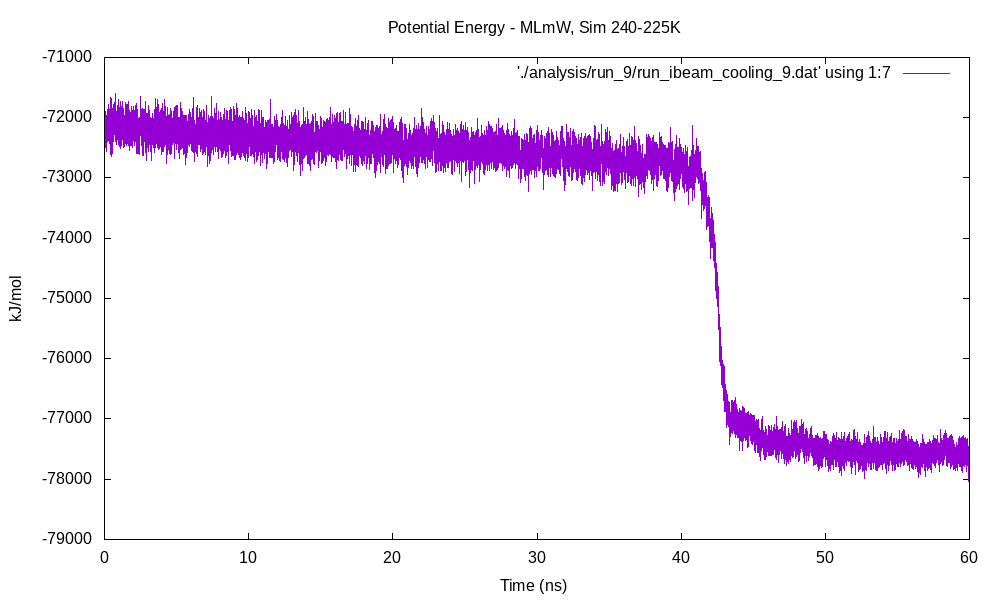 Potential Energy - MLmW, Sim 240-225K
'./analysis/run_9/run_ibeam_cooling_9.dat' using 1:7
-71000
-72000
-73000
-74000
-75000
-76000
-77000
-78000
-79000
kJ/mol
0 10 20 30 40 50 60
Time (ns)